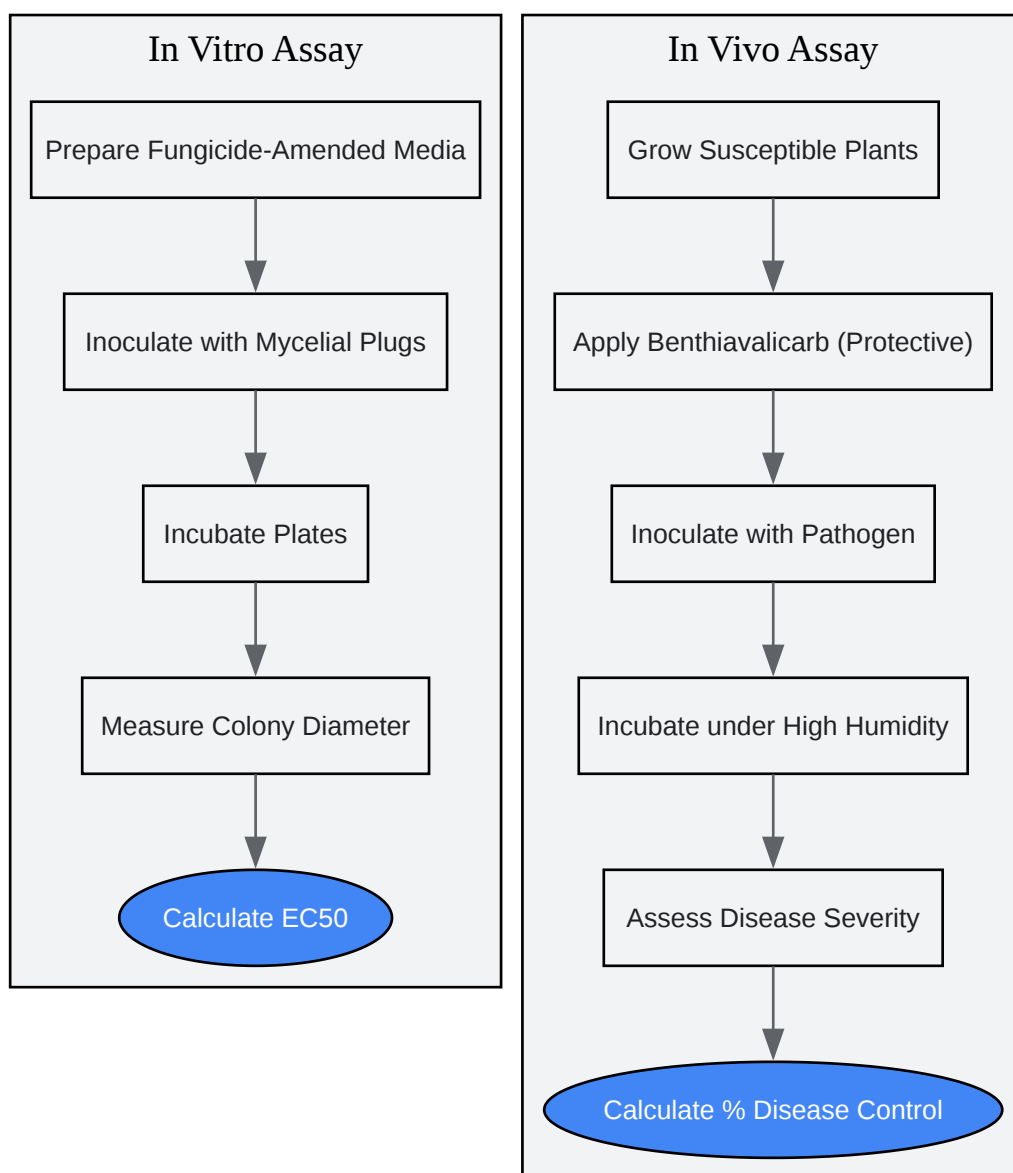 In Vitro Assay
Prepare Fungicide-Amended Media
Inoculate with Mycelial Plugs
Incubate Plates
Measure Colony Diameter
Calculate EC50
In Vivo Assay
Grow Susceptible Plants
Apply Benthiavalicarb (Protective)
Inoculate with Pathogen
Incubate under High Humidity
Assess Disease Severity
Calculate % Disease Control